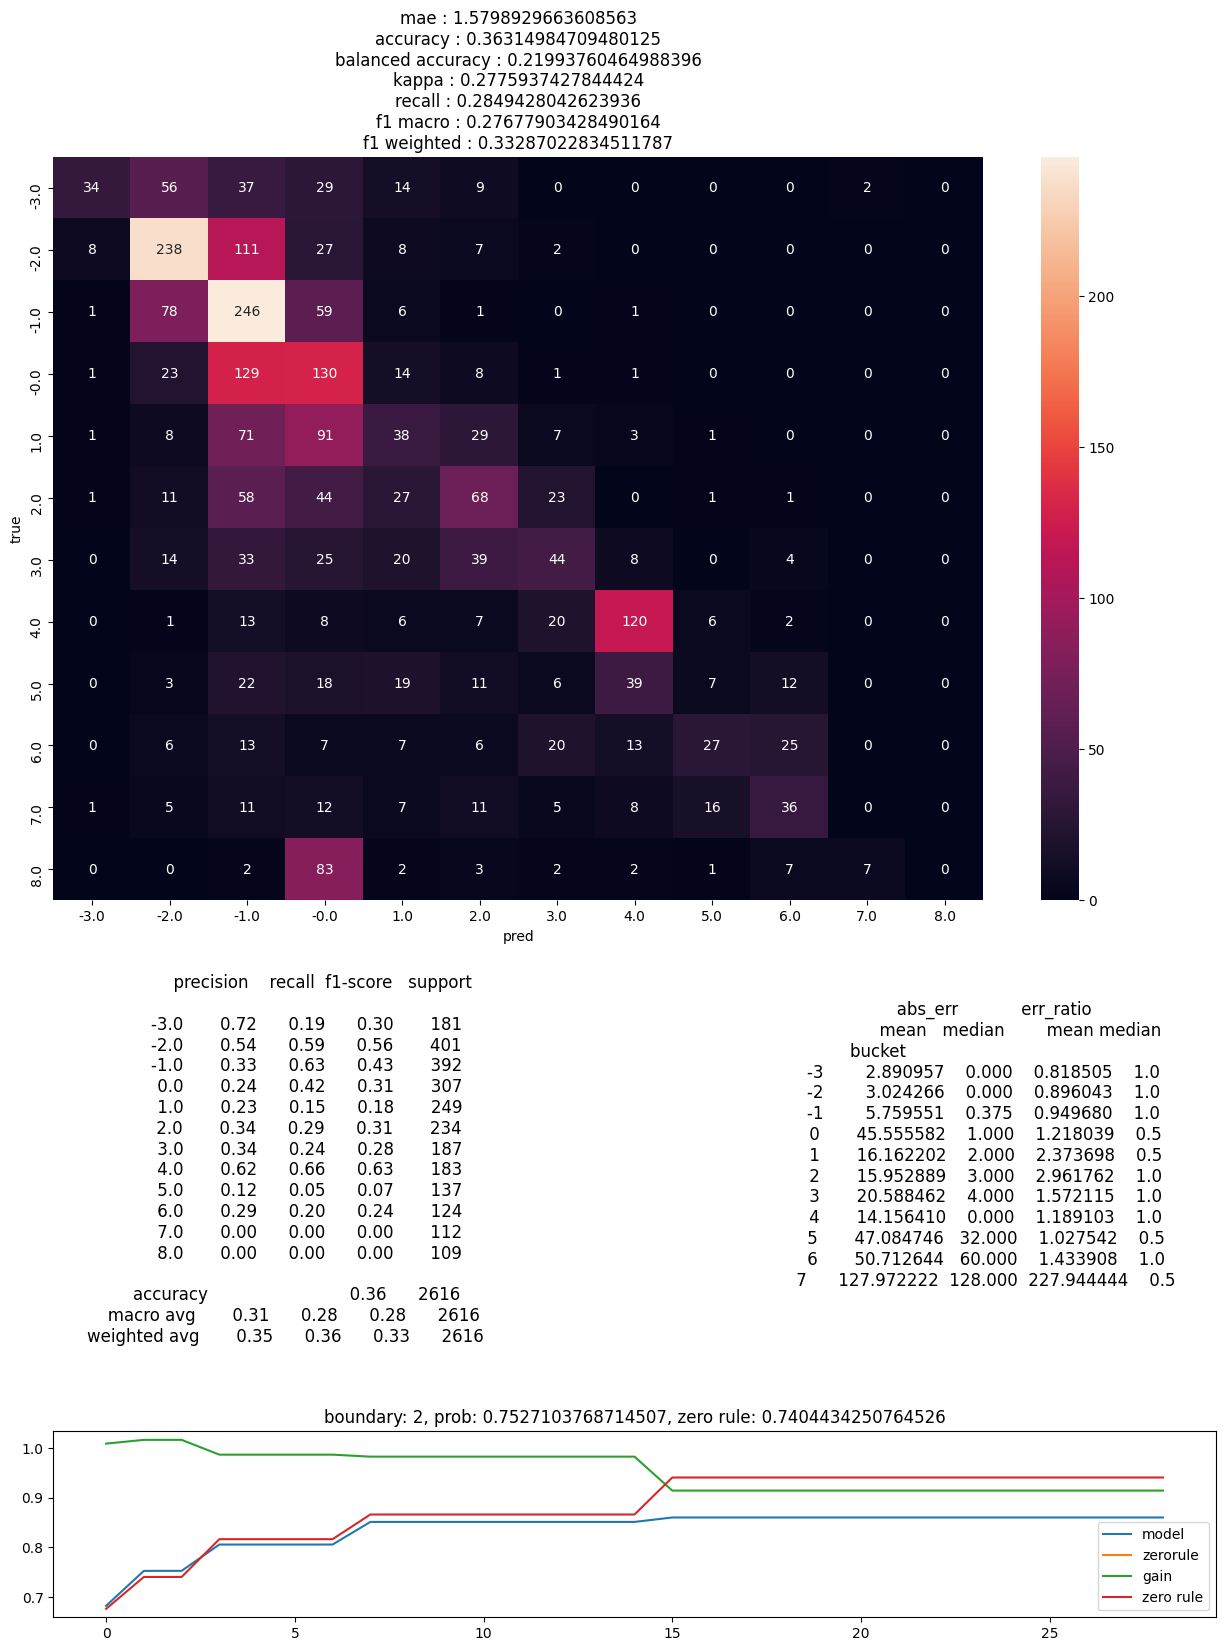 mae : 1.5798929663608563
accuracy : 0.36314984709480125
balanced accuracy : 0.21993760464988396
kappa : 0.2775937427844424
recall : 0.2849428042623936
f1 macro : 0.27677903428490164
f1 weighted : 0.33287022834511787
-3.0 34 56 37 29 14 9 0 0 0 0 2 0
-2.0 8 238 111 27 8 7 2 0 0 0 0 0
-1.0 1 78 246 59 6 1 0 1 0 0 0 0
-0.0 1 23 129 130 14 8 1 1 0 0 0 0
1.0 1 8 71 91 38 29 7 3 1 0 0 0
2.0 1 11 58 44 27 68 23 0 1 1 0 0
3.0 0 14 33 25 20 39 44 8 0 4 0 0
4.0 0 1 13 8 6 7 20 120 6 2 0 0
5.0 0 3 22 18 19 11 6 39 7 12 0 0
6.0 0 6 13 7 7 6 20 13 27 25 0 0
7.0 1 5 11 12 7 11 5 8 16 36 0 0
8.0 0 0 2 83 2 3 2 2 1 7 7 0
true
-3.0 -2.0 -1.0 -0.0 1.0 2.0 3.0 4.0 5.0 6.0 7.0 8.0
pred
200
150
100
50
0
precision recall f1-score support
-3.0 0.72 0.19 0.30 181
-2.0 0.54 0.59 0.56 401
-1.0 0.33 0.63 0.43 392
0.0 0.24 0.42 0.31 307
1.0 0.23 0.15 0.18 249
2.0 0.34 0.29 0.31 234
3.0 0.34 0.24 0.28 187
4.0 0.62 0.66 0.63 183
5.0 0.12 0.05 0.07 137
6.0 0.29 0.20 0.24 124
7.0 0.00 0.00 0.00 112
8.0 0.00 0.00 0.00 109
accuracy 0.36 2616
macro avg 0.31 0.28 0.28 2616
weighted avg 0.35 0.36 0.33 2616
abs_err err_ratio
mean median mean median
bucket
-3 2.890957 0.000 0.818505 1.0
-2 3.024266 0.000 0.896043 1.0
-1 5.759551 0.375 0.949680 1.0
0 45.555582 1.000 1.218039 0.5
1 16.162202 2.000 2.373698 0.5
2 15.952889 3.000 2.961762 1.0
3 20.588462 4.000 1.572115 1.0
4 14.156410 0.000 1.189103 1.0
5 47.084746 32.000 1.027542 0.5
6 50.712644 60.000 1.433908 1.0
7 127.972222 128.000 227.944444 0.5
boundary: 2, prob: 0.7527103768714507, zero rule: 0.7404434250764526
1.0
0.9
0.8
0.7
0 5 10 15 20 25
model
zerorule
gain
zero rule